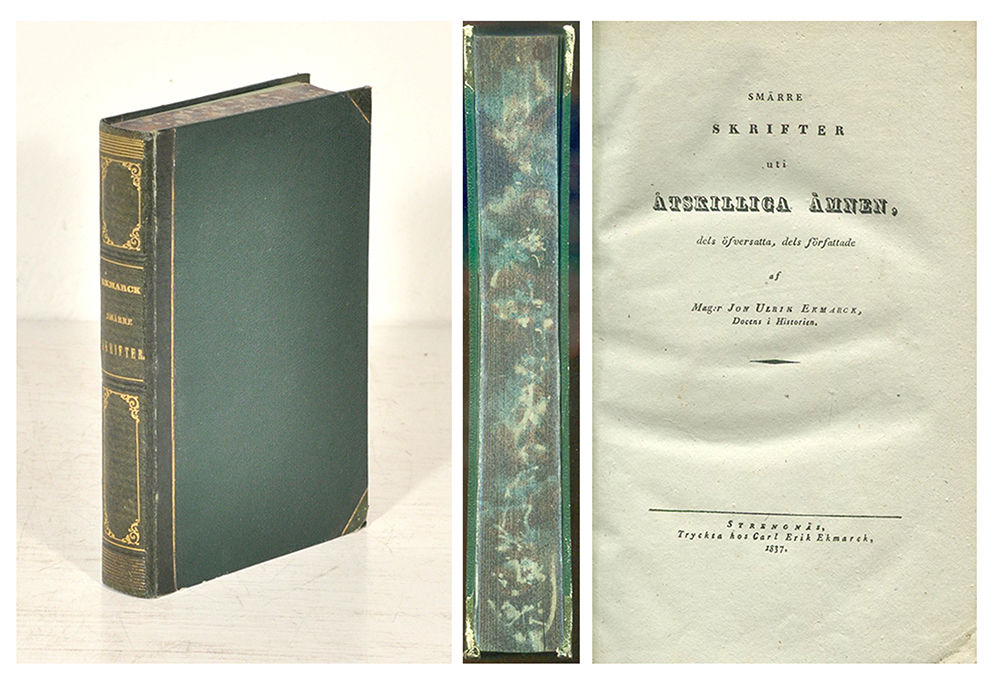 EKMARCK
SMÄRRE
SKRIFTER.
SMÄRRE
SKRIFTER
uti
ÅTSKILLIGA ÄMNEN,
dels öfversatta, dels författade
af
Mag:r JON ULRIK EKMARCK,
Docens i Historien.
STRENGNÄS,
Tryckta hos Carl Erik Ekmarck,
1837.